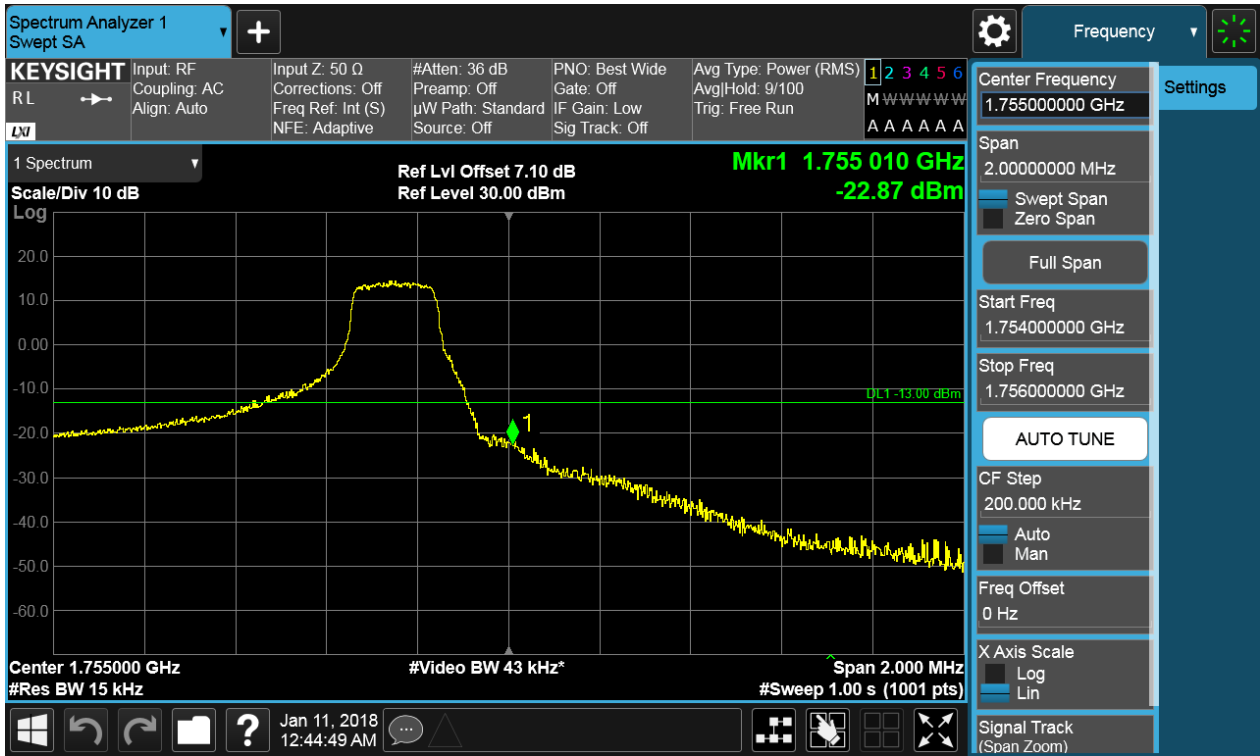 Spectrum Analyzer 1
Swept SA
+
Frequency
KEYSIGHT
R L
LXI
Input: RF
Coupling: AC
Align: Auto
Input Z: 50 Ω
Corrections: Off
Freq Ref: Int (S)
NFE: Adaptive
#Atten: 36 dB
Preamp: Off
µW Path: Standard
Source: Off
PNO: Best Wide
Gate: Off
IF Gain: Low
Sig Track: Off
Avg Type: Power (RMS)
Avg|Hold: 9/100
Trig: Free Run
1 2 3 4 5 6
M W W W W W
A A A A A A
1 Spectrum
Scale/Div 10 dB
Log
Ref Lvl Offset 7.10 dB
Ref Level 30.00 dBm
Mkr1 1.755 010 GHz
-22.87 dBm
20.0
10.0
0.00
-10.0
-20.0
-30.0
-40.0
-50.0
-60.0
DL1 -13.00 dBm
1
Center 1.755000 GHz
#Res BW 15 kHz
#Video BW 43 kHz*
Span 2.000 MHz
#Sweep 1.00 s (1001 pts)
Center Frequency
1.755000000 GHz
Span
2.00000000 MHz
Swept Span
Zero Span
Full Span
Start Freq
1.754000000 GHz
Stop Freq
1.756000000 GHz
AUTO TUNE
CF Step
200.000 kHz
Auto
Man
Freq Offset
0 Hz
X Axis Scale
Log
Lin
Signal Track
(Span Zoom)
Settings
?
Jan 11, 2018
12:44:49 AM